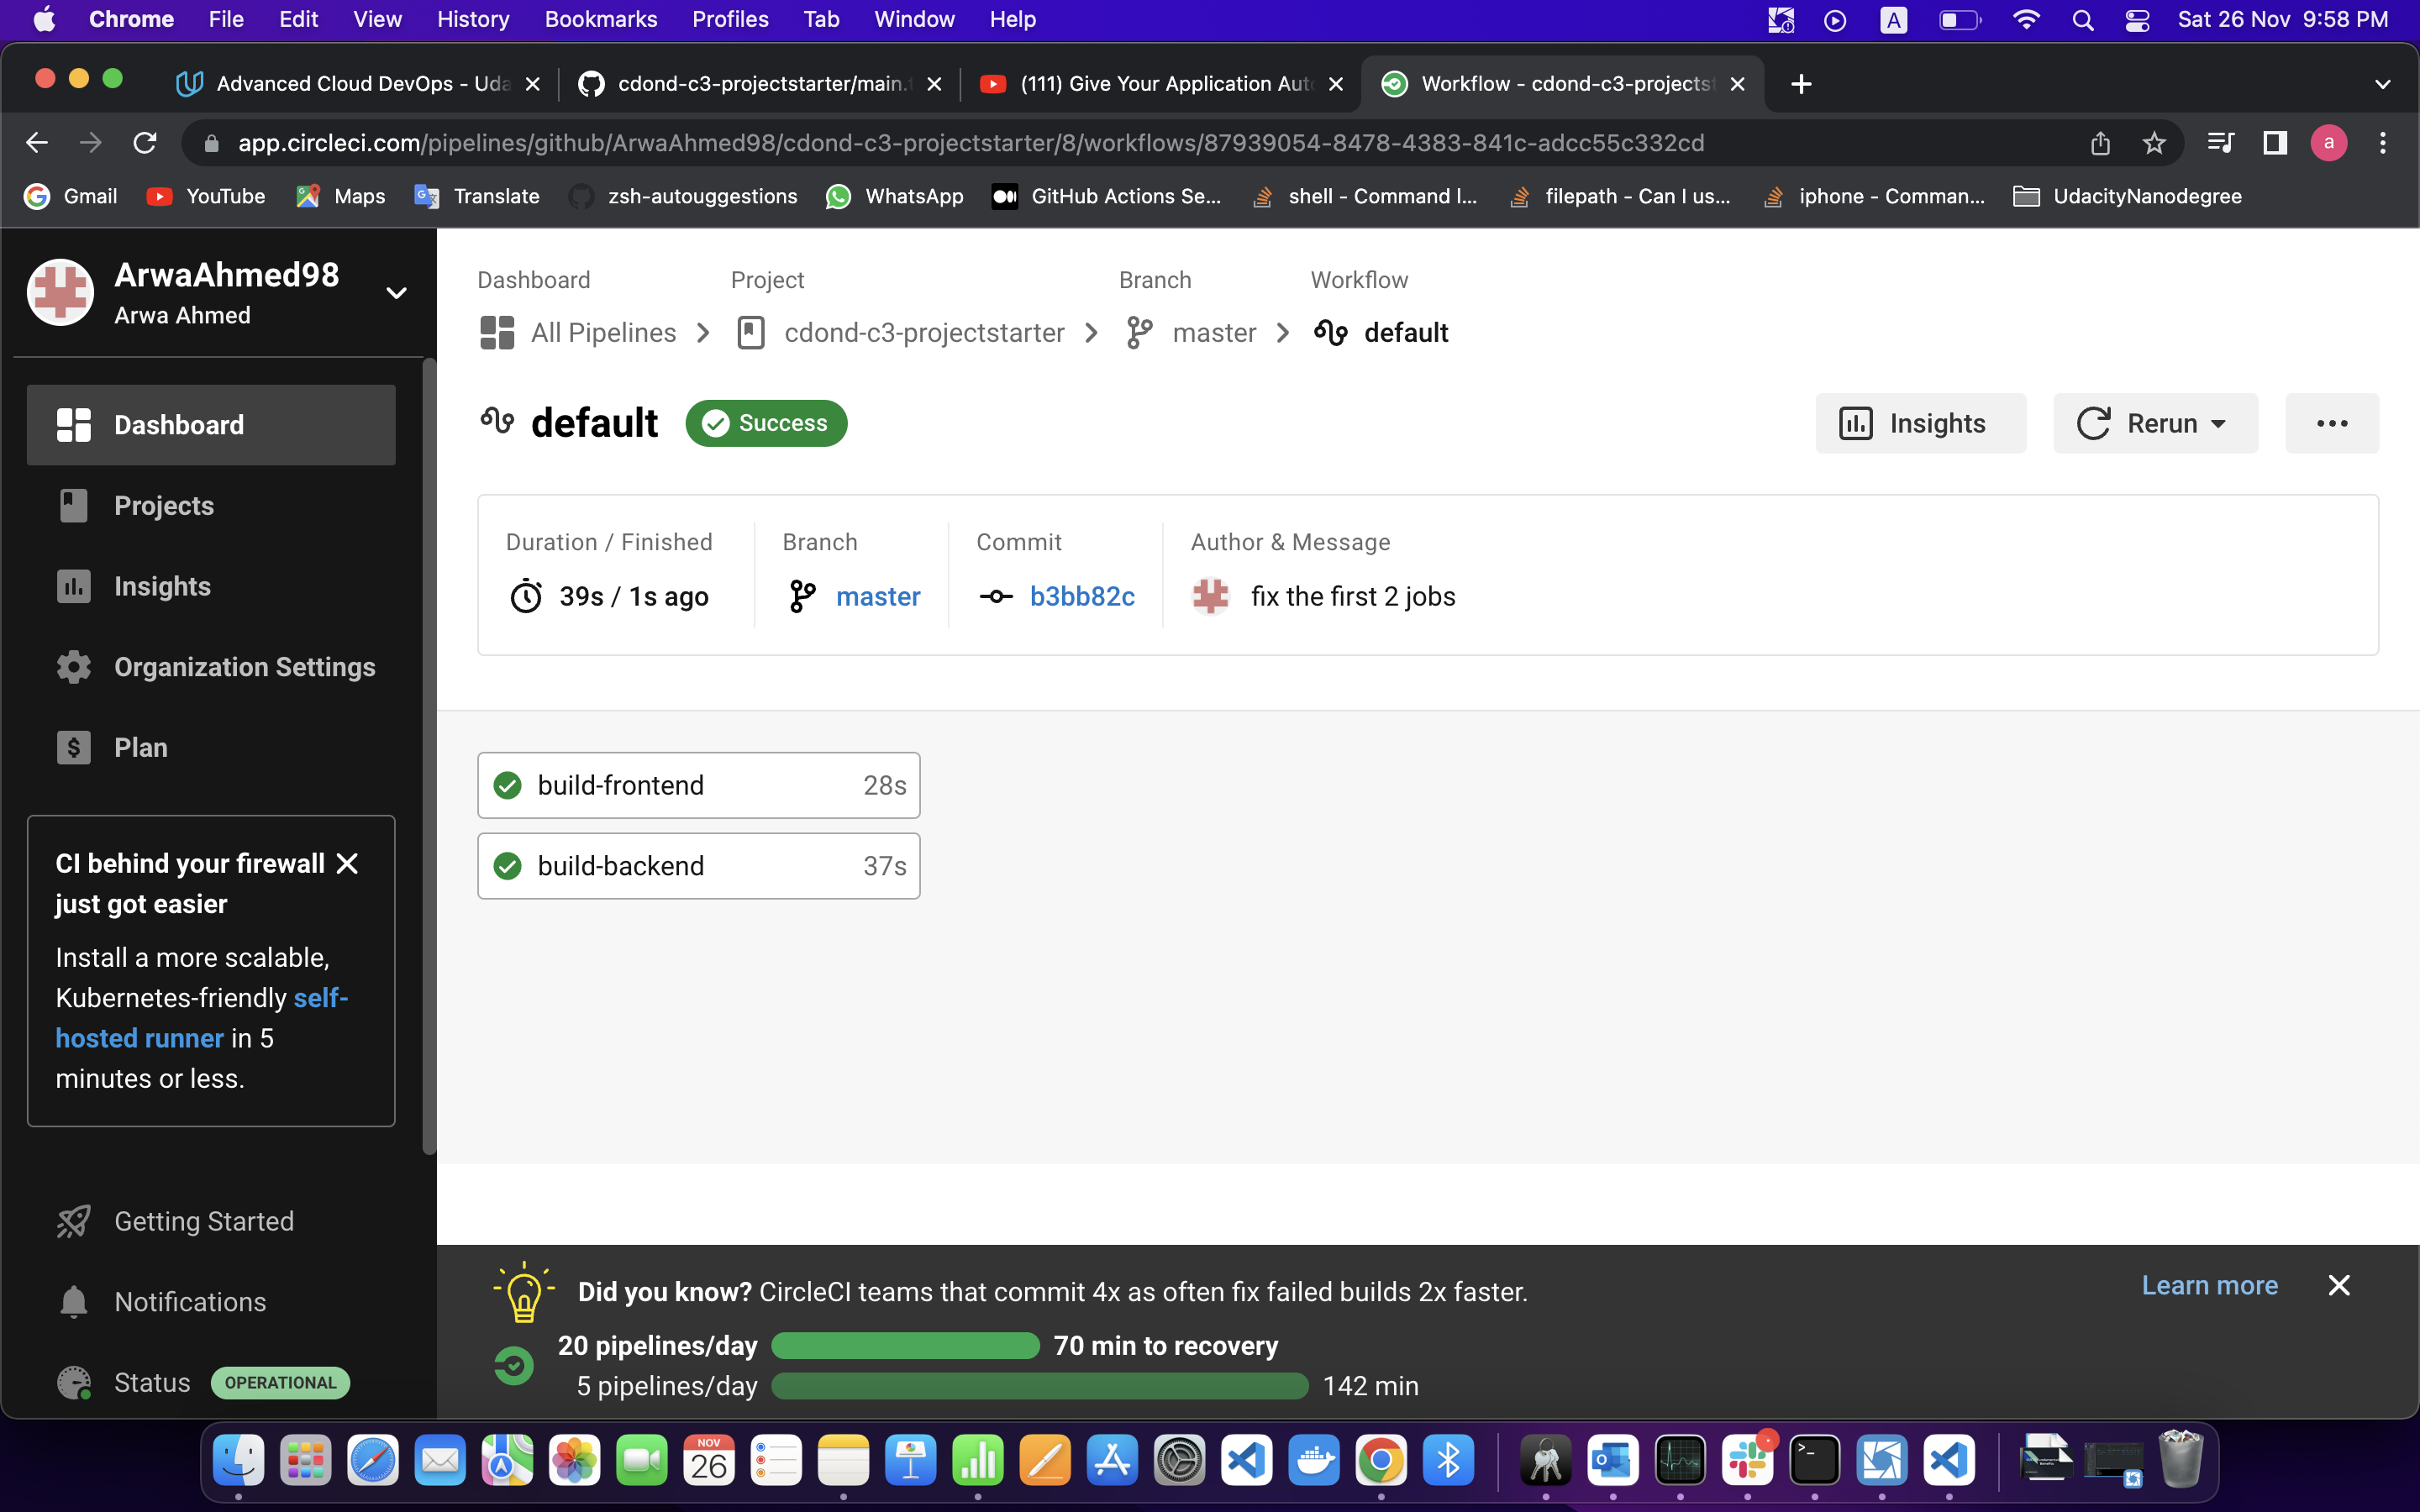 Chrome File Edit View History Bookmarks Profiles Tab Window Help A Sat 26 Nov 9:58 PM
Advanced Cloud DevOps - Uda cdond-c3-projectstarter/main. (111) Give Your Application Aut Workflow - cdond-c3-projectst
app.circleci.com/pipelines/github/ArwaAhmed98/cdond-c3-projectstarter/8/workflows/87939054-8478-4383-841c-adcc55c332cd a
Gmail YouTube Maps Translate zsh-autouggestions WhatsApp GitHub Actions Se... shell - Command l... filepath - Can I us... iphone - Comman... UdacityNanodegree
ArwaAhmed98
Arwa Ahmed
Dashboard
Projects
Insights
Organization Settings
Plan
CI behind your firewall
just got easier
Install a more scalable,
Kubernetes-friendly self-
hosted runner in 5
minutes or less.
Getting Started
Notifications
Status OPERATIONAL
Dashboard Project Branch Workflow
All Pipelines cdond-c3-projectstarter master default
default Success Insights Rerun
Duration / Finished Branch Commit Author & Message
39s / 1s ago master b3bb82c fix the first 2 jobs
build-frontend 28s
build-backend 37s
Did you know? CircleCI teams that commit 4x as often fix failed builds 2x faster. Learn more
20 pipelines/day 70 min to recovery
5 pipelines/day 142 min
NOV
26